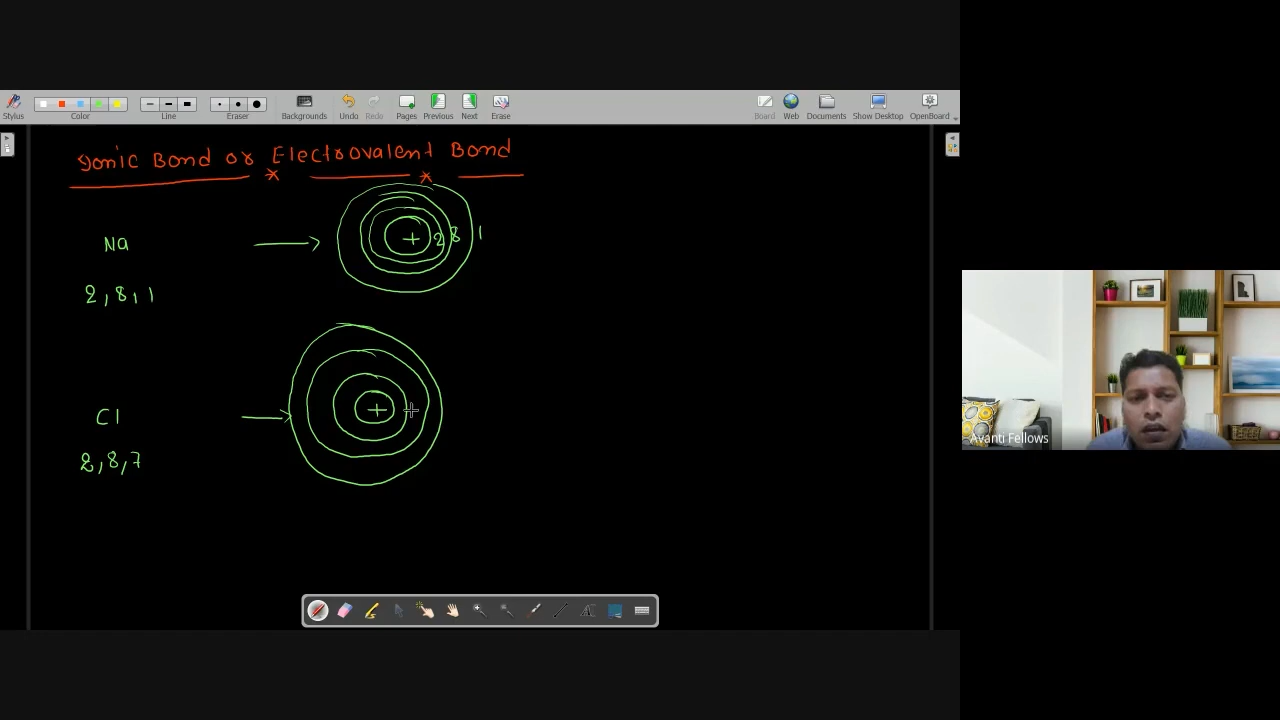 Stylus Color Line Eraser Backgrounds Undo Redo Pages Previous Next Erase Board Web Documents Show Desktop OpenBoard
Ionic Bond or Electrovalent Bond
Na → + 2 8 1
2, 8, 1
Cl → +
2, 8, 7
Avanti Fellows